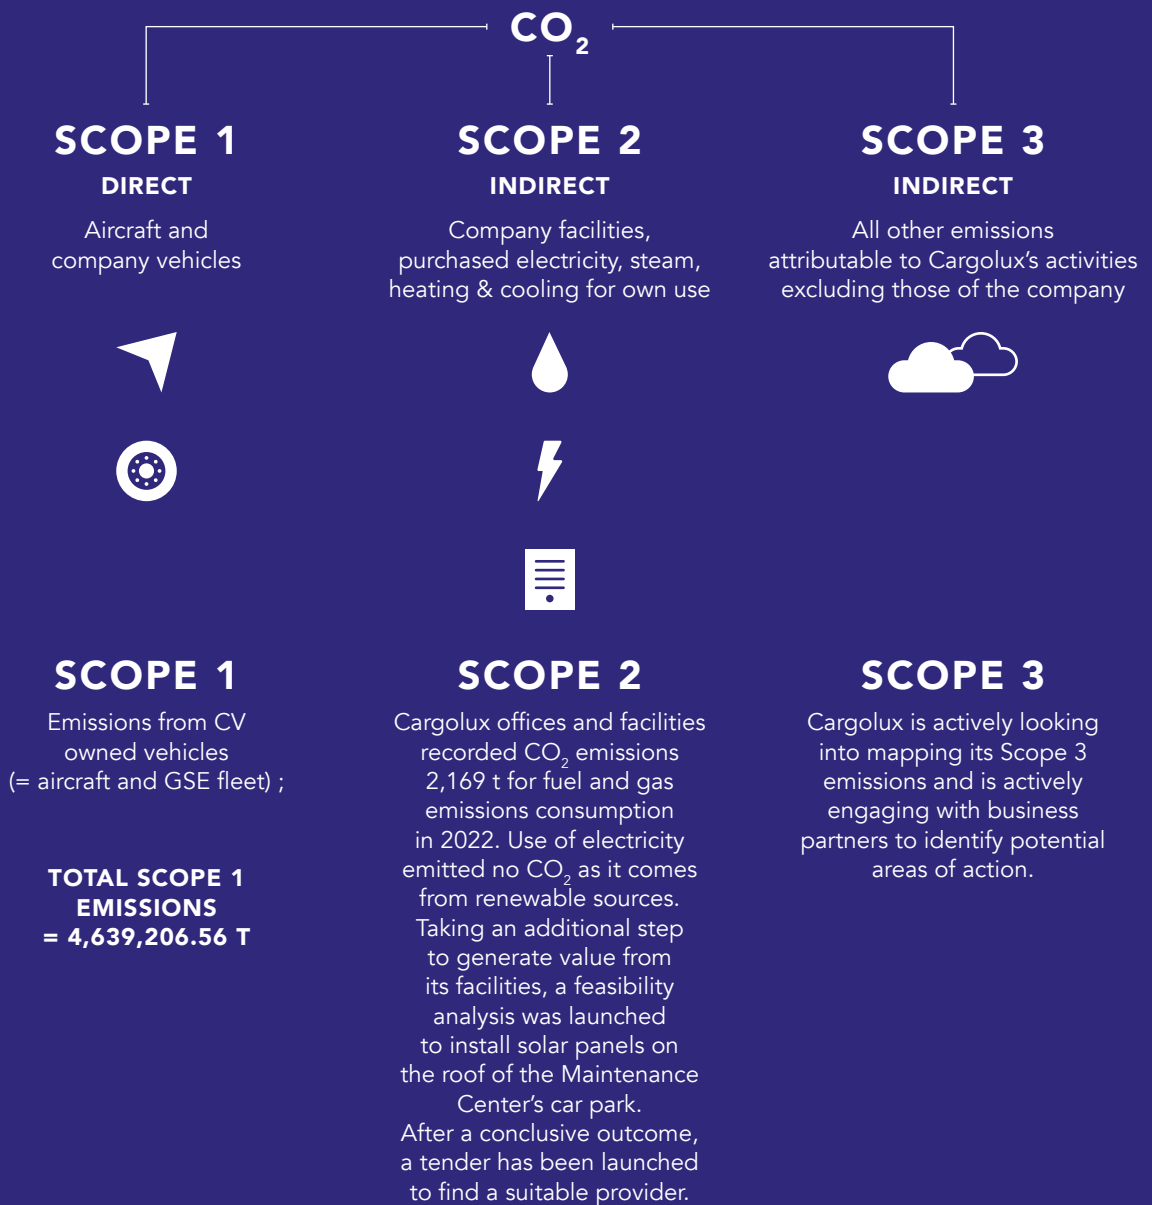 CO₂
SCOPE 1
DIRECT
Aircraft and
company vehicles
SCOPE 2
INDIRECT
Company facilities,
purchased electricity, steam,
heating & cooling for own use
SCOPE 3
INDIRECT
All other emissions
attributable to Cargolux's activities
excluding those of the company
SCOPE 1
Emissions from CV
owned vehicles
(= aircraft and GSE fleet) ;
TOTAL SCOPE 1
EMISSIONS
= 4,639,206.56 T
SCOPE 2
Cargolux offices and facilities
recorded CO₂ emissions
2,169 t for fuel and gas
emissions consumption
in 2022. Use of electricity
emitted no CO₂ as it comes
from renewable sources.
Taking an additional step
to generate value from
its facilities, a feasibility
analysis was launched
to install solar panels on
the roof of the Maintenance
Center's car park.
After a conclusive outcome,
a tender has been launched
to find a suitable provider.
SCOPE 3
Cargolux is actively looking
into mapping its Scope 3
emissions and is actively
engaging with business
partners to identify potential
areas of action.